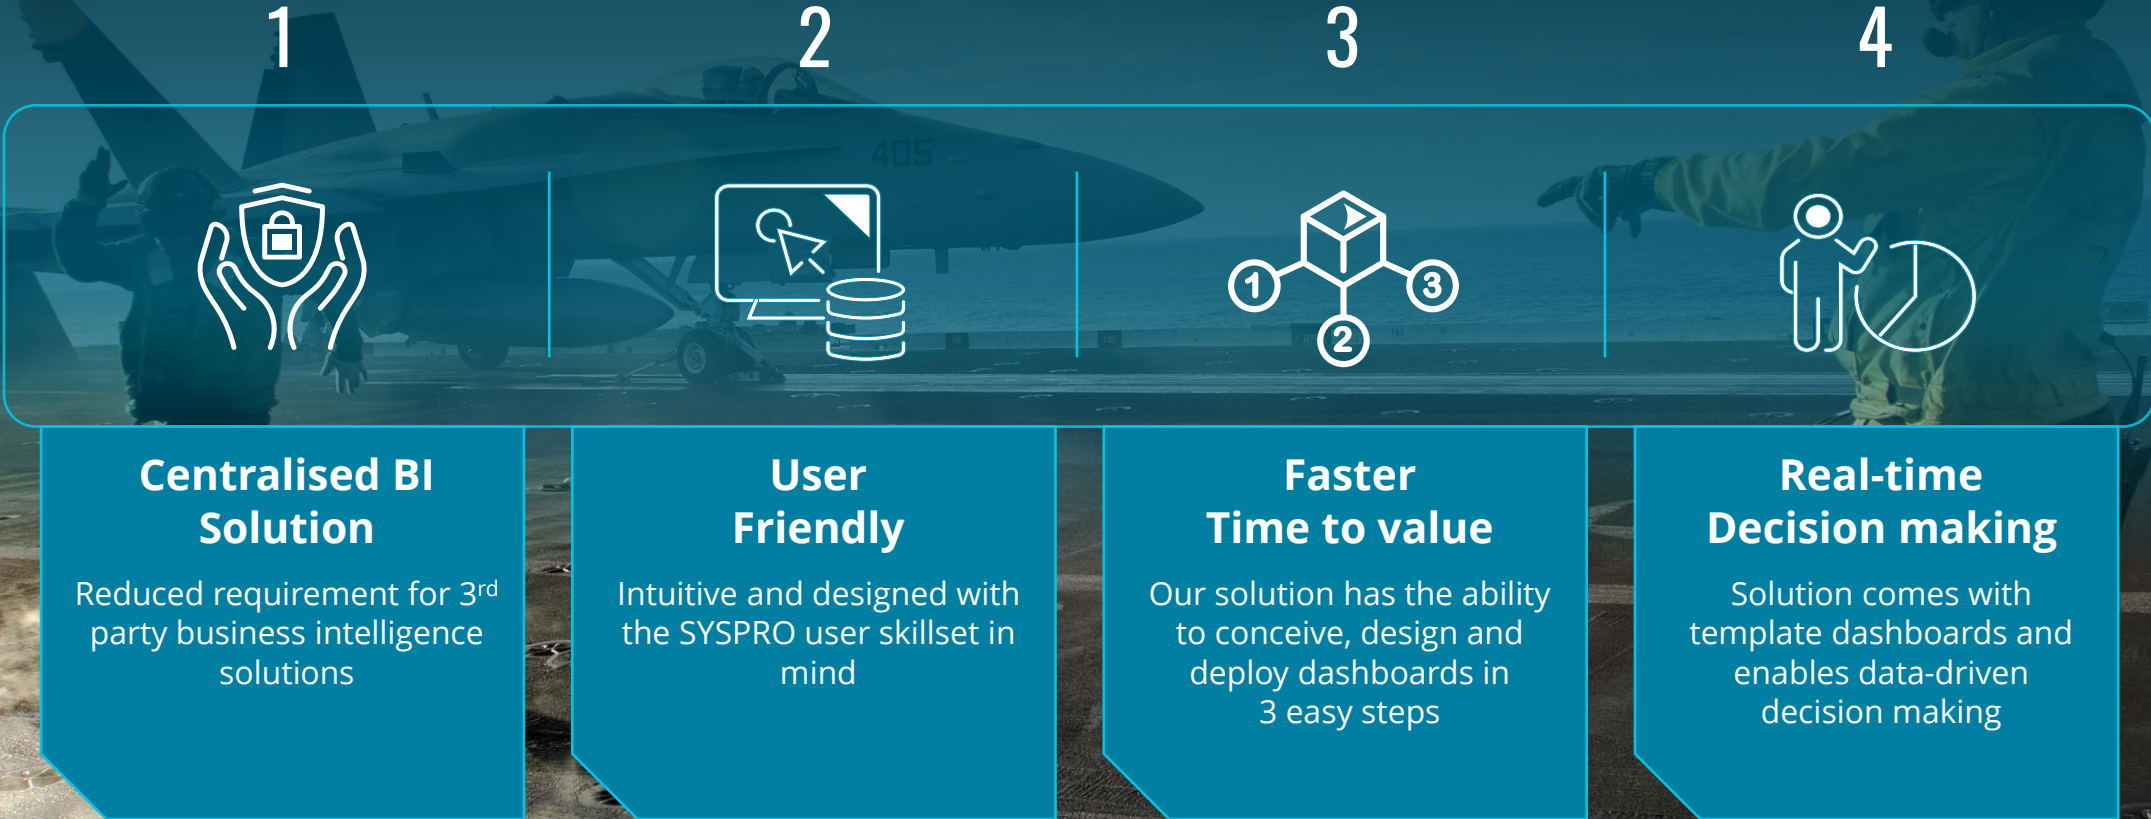 1
2
3
4
405
1
2
3
Centralised BI
Solution
Reduced requirement for 3rd
party business intelligence
solutions
User
Friendly
Intuitive and designed with
the SYSPRO user skillset in
mind
Faster
Time to value
Our solution has the ability
to conceive, design and
deploy dashboards in
3 easy steps
Real-time
Decision making
Solution comes with
template dashboards and
enables data-driven
decision making